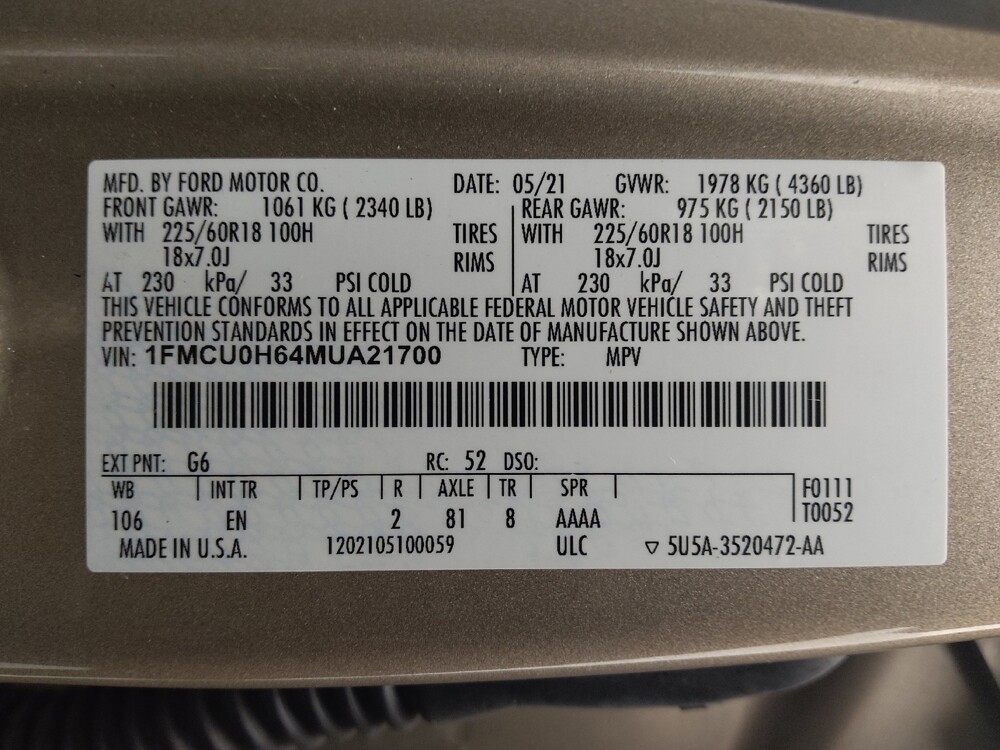 MFD. BY FORD MOTOR CO. DATE: 05/21 GVWR: 1978 KG ( 4360 LB)
FRONT GAWR: 1061 KG ( 2340 LB) REAR GAWR: 975 KG ( 2150 LB)
WITH 225/60R18 100H TIRES WITH 225/60R18 100H TIRES
18x7.0J RIMS 18x7.0J RIMS
AT 230 kPa/ 33 PSI COLD AT 230 kPa/ 33 PSI COLD
THIS VEHICLE CONFORMS TO ALL APPLICABLE FEDERAL MOTOR VEHICLE SAFETY AND THEFT
PREVENTION STANDARDS IN EFFECT ON THE DATE OF MANUFACTURE SHOWN ABOVE.
VIN: 1FMCU0H64MUA21700 TYPE: MPV
EXT PNT: G6 RC: 52 DSO:
WB INT TR TP/PS R AXLE TR SPR F0111
106 EN 2 81 8 AAAA T0052
MADE IN U.S.A. 1202105100059 ULC ▽ 5U5A-3520472-AA